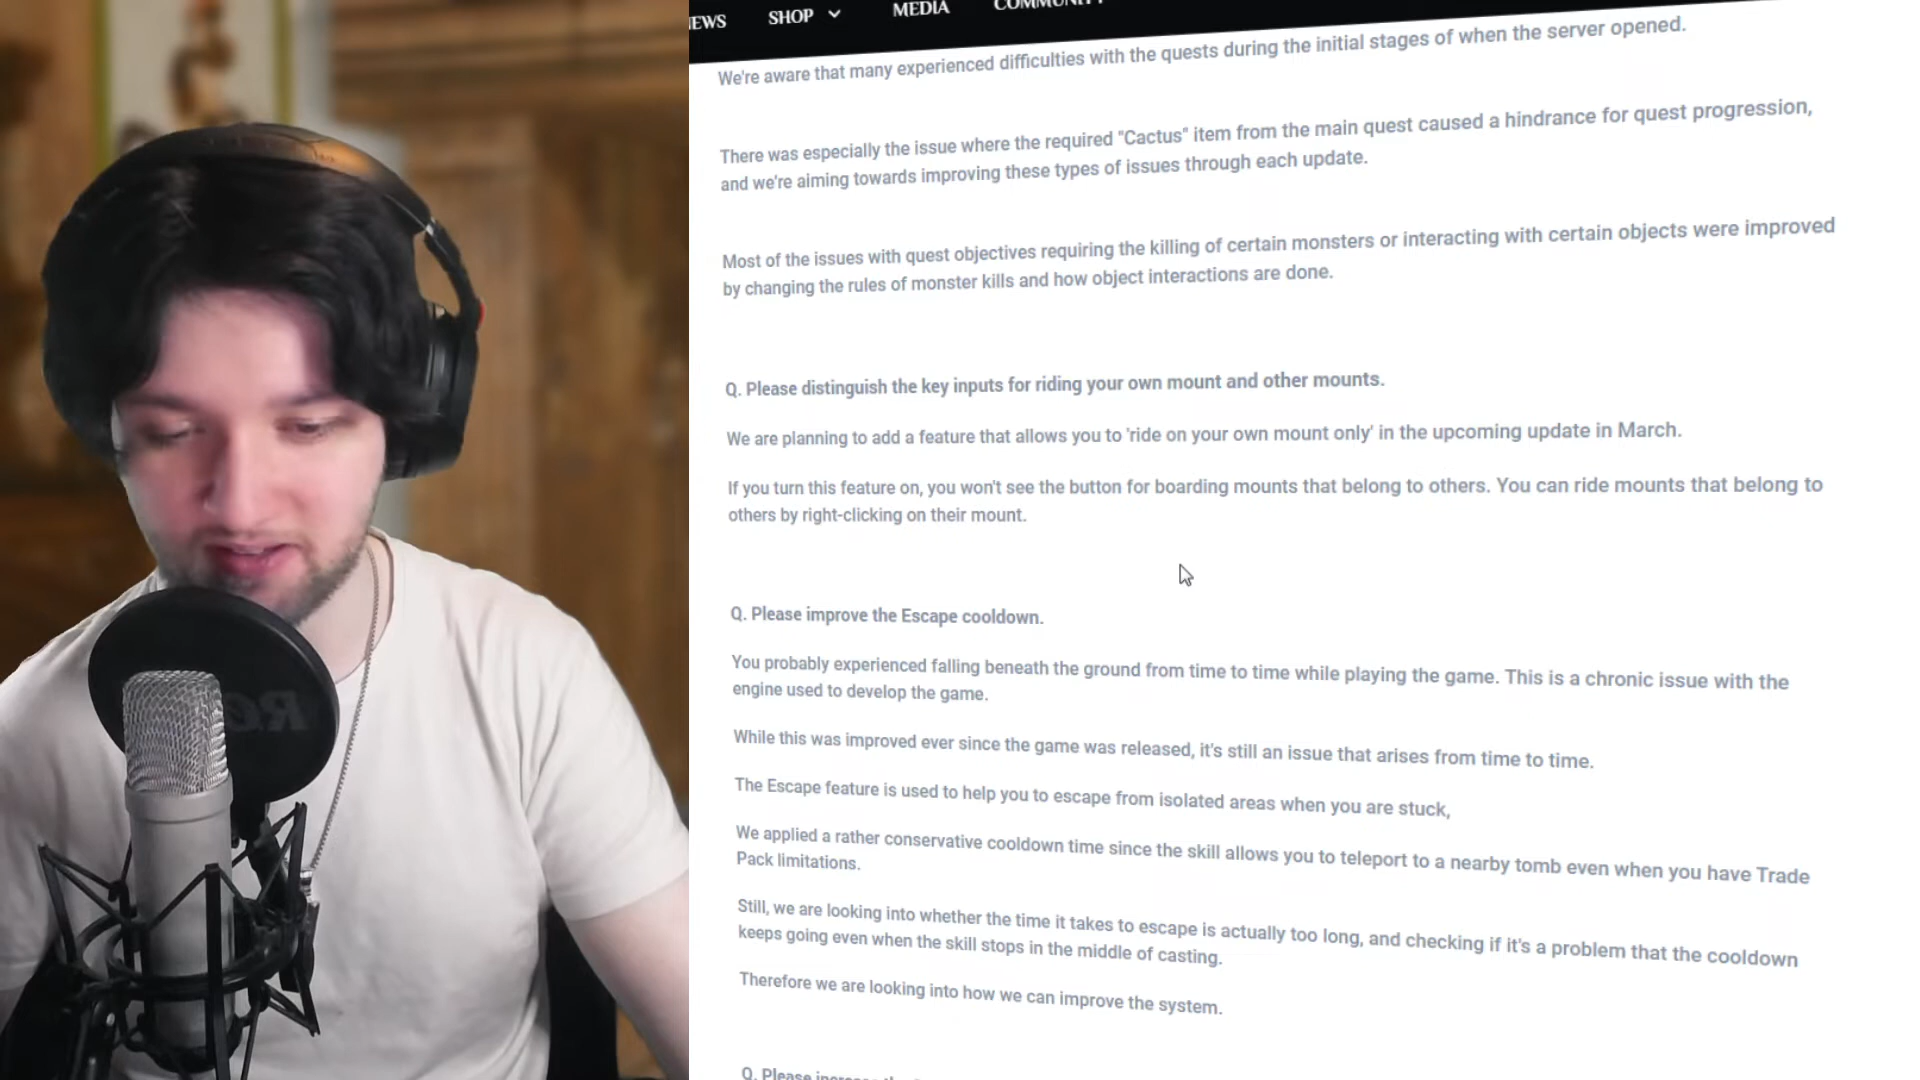 EWS SHOP MEDIA COMMUNITY
We're aware that many experienced difficulties with the quests during the initial stages of when the server opened.
There was especially the issue where the required "Cactus" item from the main quest caused a hindrance for quest progression,
and we're aiming towards improving these types of issues through each update.
Most of the issues with quest objectives requiring the killing of certain monsters or interacting with certain objects were improved
by changing the rules of monster kills and how object interactions are done.
Q. Please distinguish the key inputs for riding your own mount and other mounts.
We are planning to add a feature that allows you to 'ride on your own mount only' in the upcoming update in March.
If you turn this feature on, you won't see the button for boarding mounts that belong to others. You can ride mounts that belong to
others by right-clicking on their mount.
Q. Please improve the Escape cooldown.
You probably experienced falling beneath the ground from time to time while playing the game. This is a chronic issue with the
engine used to develop the game.
While this was improved ever since the game was released, it's still an issue that arises from time to time.
The Escape feature is used to help you to escape from isolated areas when you are stuck,
We applied a rather conservative cooldown time since the skill allows you to teleport to a nearby tomb even when you have Trade
Pack limitations.
Still, we are looking into whether the time it takes to escape is actually too long, and checking if it's a problem that the cooldown
keeps going even when the skill stops in the middle of casting.
Therefore we are looking into how we can improve the system.
Q. Please